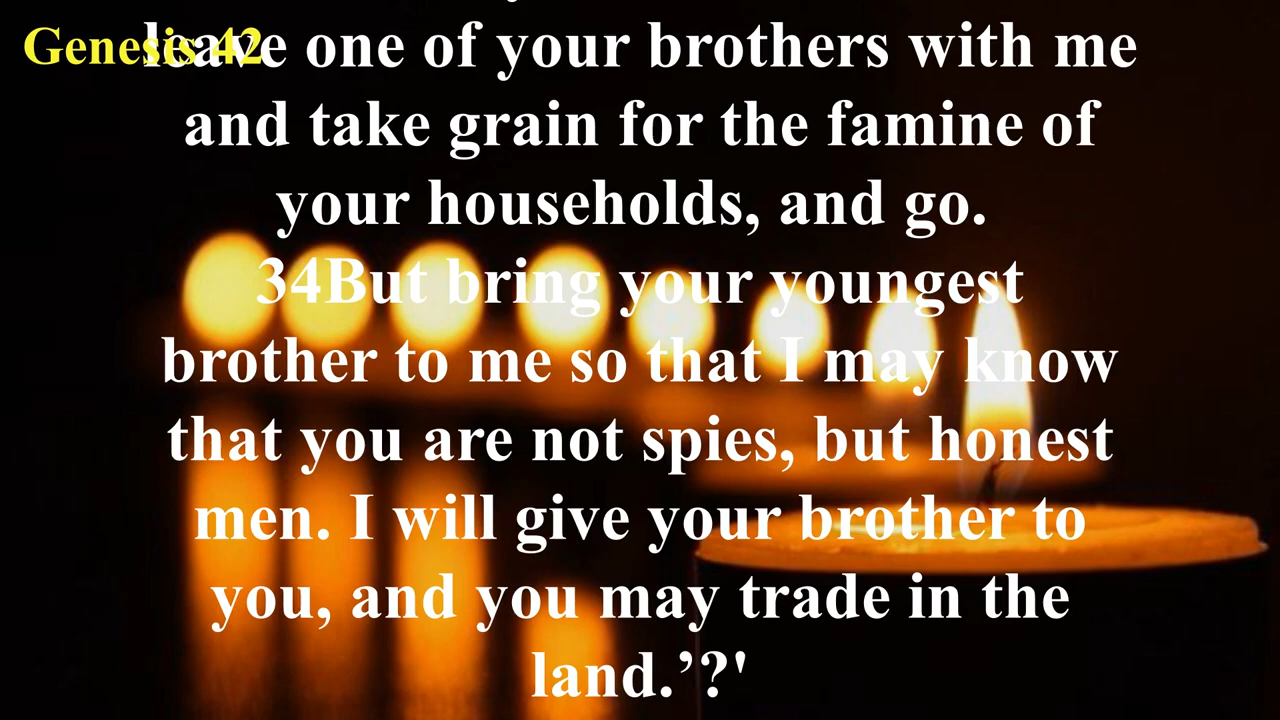 Genesis 42
leave one of your brothers with me
and take grain for the famine of
your households, and go.
34But bring your youngest
brother to me so that I may know
that you are not spies, but honest
men. I will give your brother to
you, and you may trade in the
land.’?'